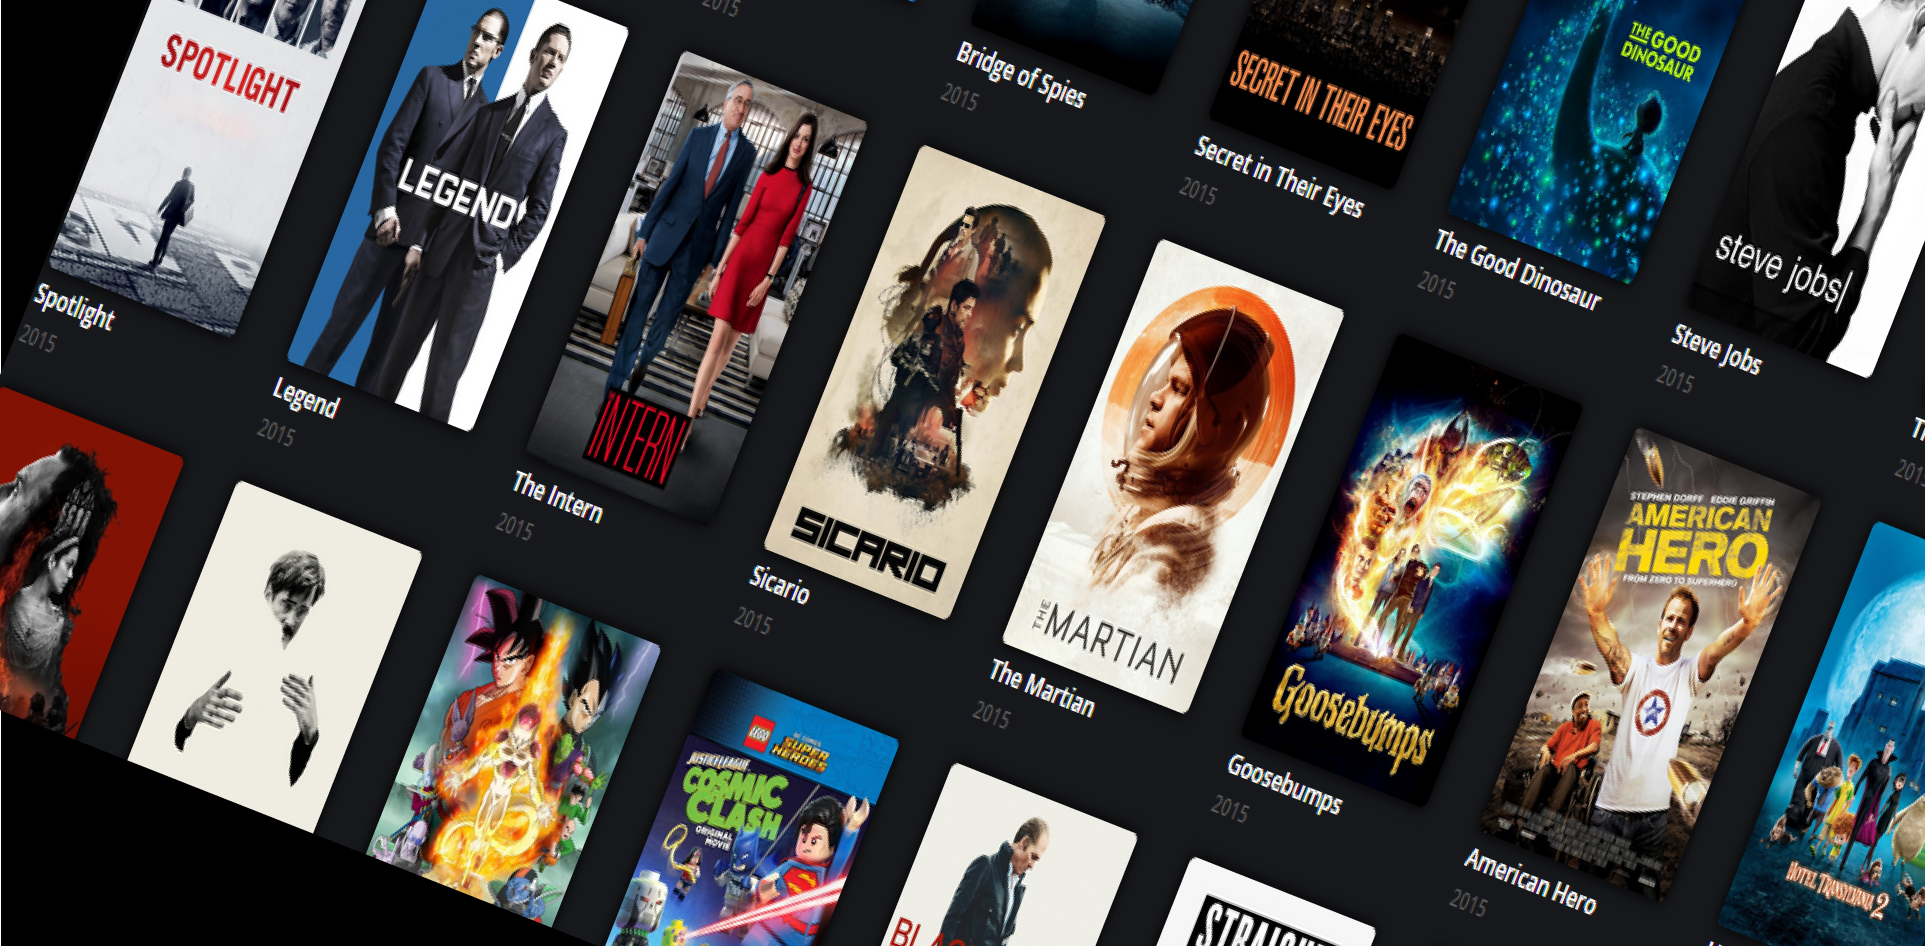 SPOTLIGHT
Spotlight
2015
LEGEND
Legend
2015
INTERN
The Intern
2015
2015
SICARIO
Sicario
2015
Bridge of Spies
2015
THE
MARTIAN
The Martian
2015
SECRET IN THEIR EYES
Secret in Their Eyes
2015
Goosebumps
Goosebumps
2015
THE GOOD
DINOSAUR
The Good Dinosaur
2015
STEPHEN DORFF EDDIE GRIFFIN
AMERICAN
HERO
FROM ZERO TO SUPERHERO
American Hero
2015
steve jobs
Steve Jobs
2015
HOTEL TRANSYLVANIA 2
LEGO
DC COMICS
SUPER
HEROES
JUSTICE LEAGUE
COSMIC
CLASH
ORIGINAL
MOVIE